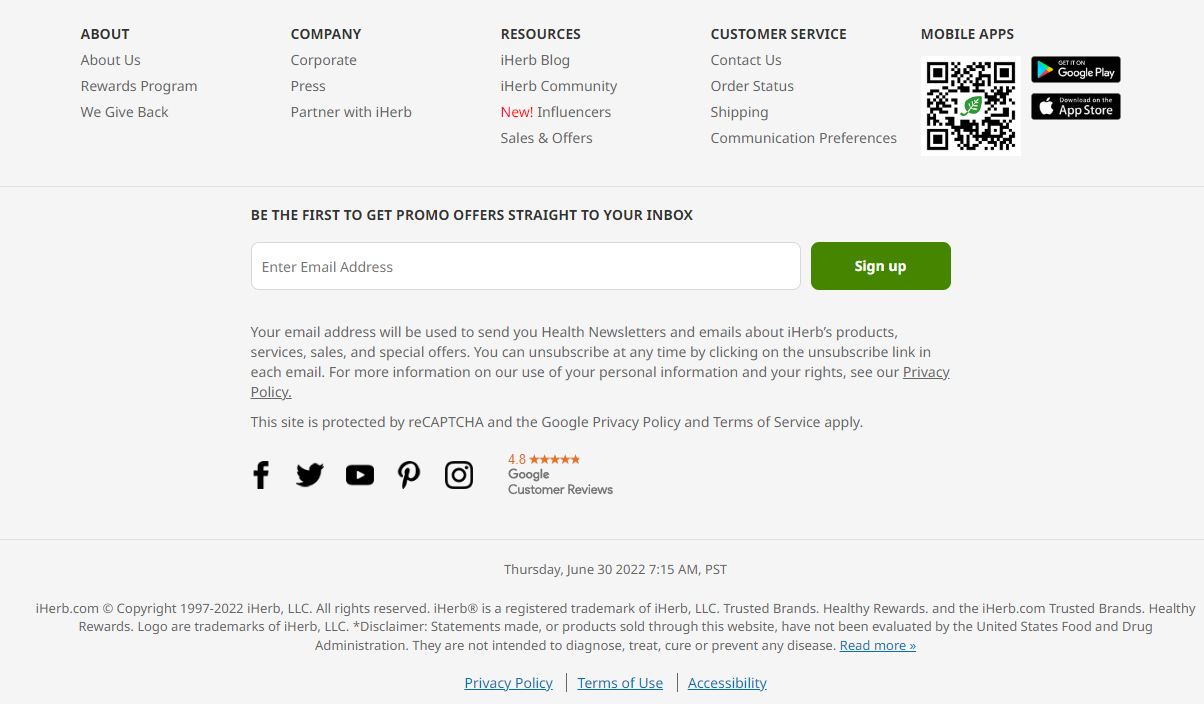 ABOUT
About Us
Rewards Program
We Give Back
COMPANY
Corporate
Press
Partner with iHerb
RESOURCES
iHerb Blog
iHerb Community
New! Influencers
Sales & Offers
CUSTOMER SERVICE
Contact Us
Order Status
Shipping
Communication Preferences
MOBILE APPS
GET IT ON
Google Play
Download on the
App Store
BE THE FIRST TO GET PROMO OFFERS STRAIGHT TO YOUR INBOX
Enter Email Address
Sign up
Your email address will be used to send you Health Newsletters and emails about iHerb’s products,
services, sales, and special offers. You can unsubscribe at any time by clicking on the unsubscribe link in
each email. For more information on our use of your personal information and your rights, see our Privacy
Policy.
This site is protected by reCAPTCHA and the Google Privacy Policy and Terms of Service apply.
4.8 ★★★★★
Google
Customer Reviews
Thursday, June 30 2022 7:15 AM, PST
iHerb.com © Copyright 1997-2022 iHerb, LLC. All rights reserved. iHerb® is a registered trademark of iHerb, LLC. Trusted Brands. Healthy Rewards. and the iHerb.com Trusted Brands. Healthy
Rewards. Logo are trademarks of iHerb, LLC. *Disclaimer: Statements made, or products sold through this website, have not been evaluated by the United States Food and Drug
Administration. They are not intended to diagnose, treat, cure or prevent any disease. Read more »
Privacy Policy | Terms of Use | Accessibility